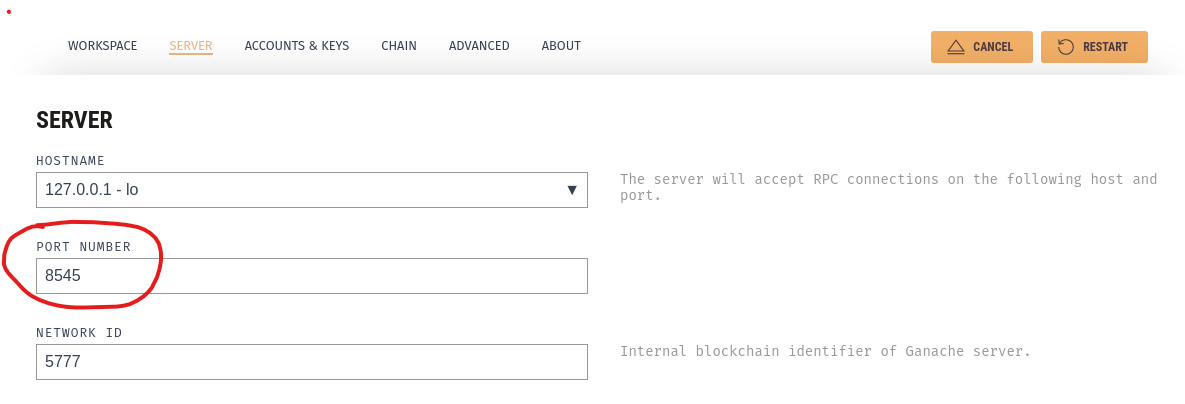 WORKSPACE SERVER ACCOUNTS & KEYS CHAIN ADVANCED ABOUT CANCEL RESTART
SERVER
HOSTNAME
127.0.0.1 - lo ▼
The server will accept RPC connections on the following host and
port.
PORT NUMBER
8545
NETWORK ID
5777
Internal blockchain identifier of Ganache server.